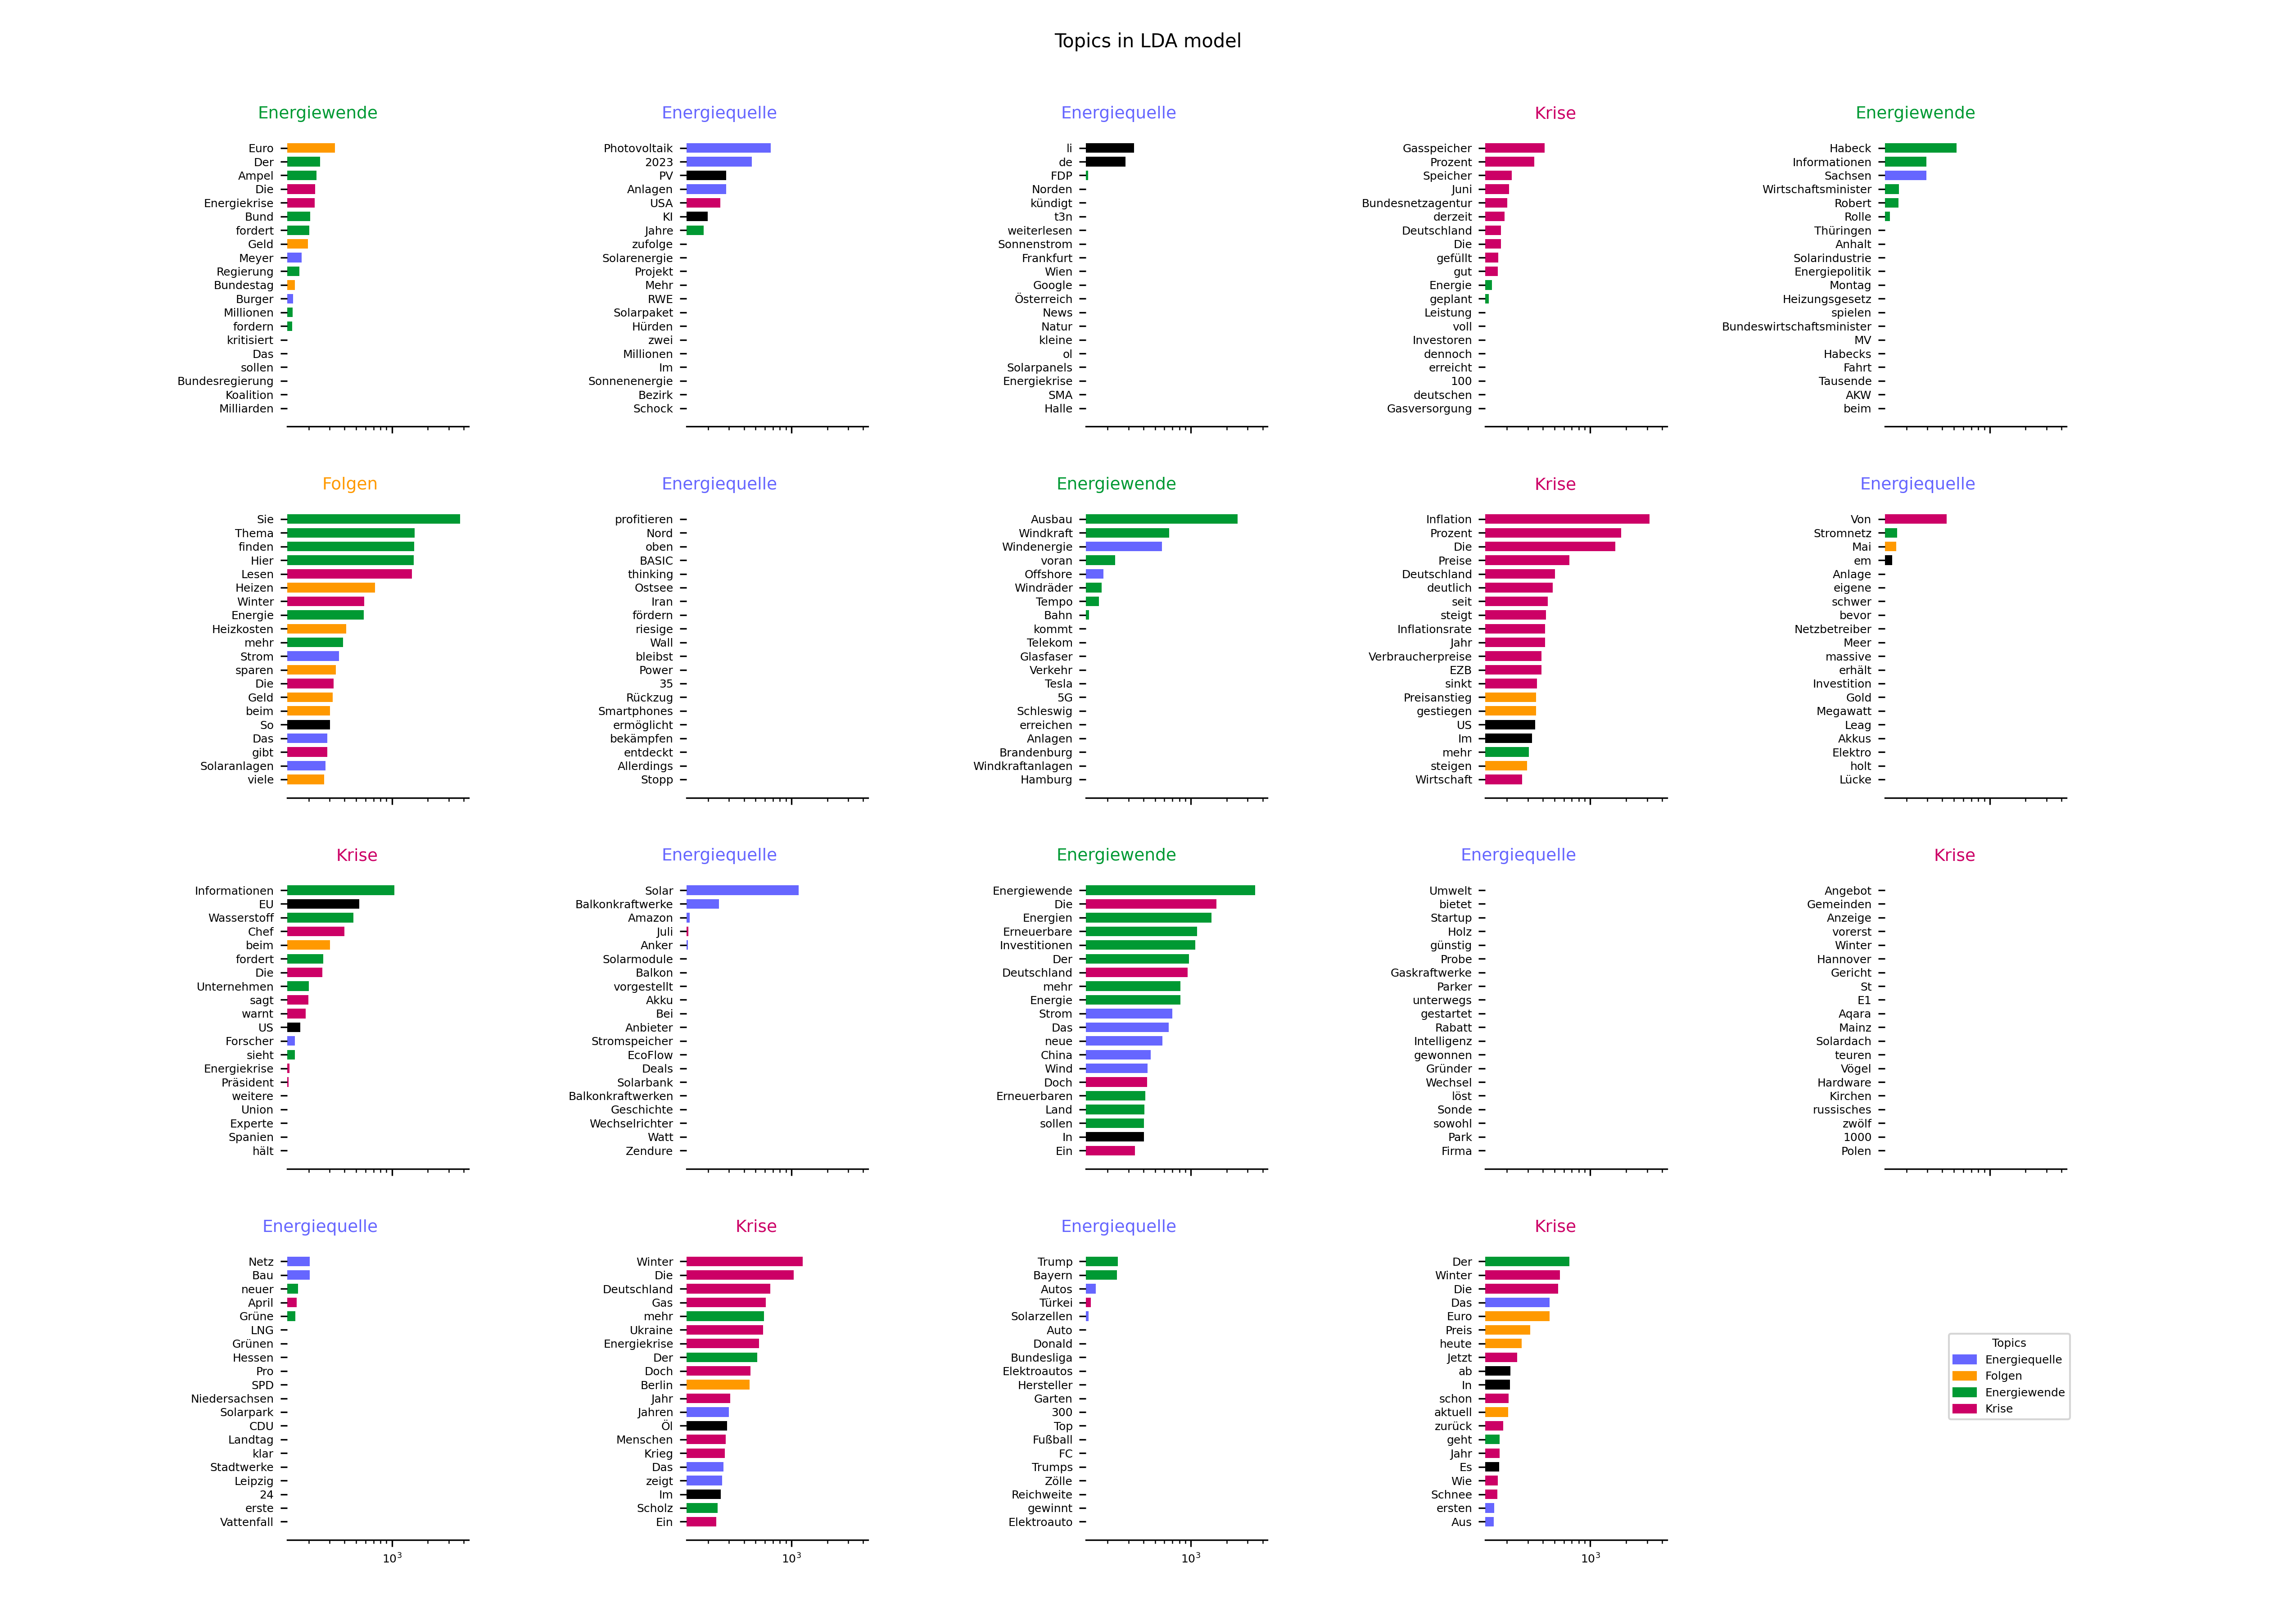 Topics in LDA model
Energiewende
Euro
Der
Ampel
Die
Energiekrise
Bund
fordert
Geld
Meyer
Regierung
Bundestag
Burger
Millionen
fordern
kritisiert
Das
sollen
Bundesregierung
Koalition
Milliarden
Energiequelle
Photovoltaik
2023
PV
Anlagen
USA
KI
Jahre
zufolge
Solarenergie
Projekt
Mehr
RWE
Solarpaket
Hürden
zwei
Millionen
Im
Sonnenenergie
Bezirk
Schock
Energiequelle
li
de
FDP
Norden
kündigt
t3n
weiterlesen
Sonnenstrom
Frankfurt
Wien
Google
Österreich
News
Natur
kleine
ol
Solarpanels
Energiekrise
SMA
Halle
Krise
Gasspeicher
Prozent
Speicher
Juni
Bundesnetzagentur
derzeit
Deutschland
Die
gefüllt
gut
Energie
geplant
Leistung
voll
Investoren
dennoch
erreicht
100
deutschen
Gasversorgung
Energiewende
Habeck
Informationen
Sachsen
Wirtschaftsminister
Robert
Rolle
Thüringen
Anhalt
Solarindustrie
Energiepolitik
Montag
Heizungsgesetz
spielen
Bundeswirtschaftsminister
MV
Habecks
Fahrt
Tausende
AKW
beim
Folgen
Sie
Thema
finden
Hier
Lesen
Heizen
Winter
Energie
Heizkosten
mehr
Strom
sparen
Die
Geld
beim
So
Das
gibt
Solaranlagen
viele
Energiequelle
profitieren
Nord
oben
BASIC
thinking
Ostsee
Iran
fördern
riesige
Wall
bleibst
Power
35
Rückzug
Smartphones
ermöglicht
bekämpfen
entdeckt
Allerdings
Stopp
Energiewende
Ausbau
Windkraft
Windenergie
voran
Offshore
Windräder
Tempo
Bahn
kommt
Telekom
Glasfaser
Verkehr
Tesla
5G
Schleswig
erreichen
Anlagen
Brandenburg
Windkraftanlagen
Hamburg
Krise
Inflation
Prozent
Die
Preise
Deutschland
deutlich
seit
steigt
Inflationsrate
Jahr
Verbraucherpreise
EZB
sinkt
Preisanstieg
gestiegen
US
Im
mehr
steigen
Wirtschaft
Energiequelle
Von
Stromnetz
Mai
em
Anlage
eigene
schwer
bevor
Netzbetreiber
Meer
massive
erhält
Investition
Gold
Megawatt
Leag
Akkus
Elektro
holt
Lücke
Krise
Informationen
EU
Wasserstoff
Chef
beim
fordert
Die
Unternehmen
sagt
warnt
US
Forscher
sieht
Energiekrise
Präsident
weitere
Union
Experte
Spanien
hält
Energiequelle
Solar
Balkonkraftwerke
Amazon
Juli
Anker
Solarmodule
Balkon
vorgestellt
Akku
Bei
Anbieter
Stromspeicher
EcoFlow
Deals
Solarbank
Balkonkraftwerken
Geschichte
Wechselrichter
Watt
Zendure
Energiewende
Energiewende
Die
Energien
Erneuerbare
Investitionen
Der
Deutschland
mehr
Energie
Strom
Das
neue
China
Wind
Doch
Erneuerbaren
Land
sollen
In
Ein
Energiequelle
Umwelt
bietet
Startup
Holz
günstig
Probe
Gaskraftwerke
Parker
unterwegs
gestartet
Rabatt
Intelligenz
gewonnen
Gründer
Wechsel
löst
Sonde
sowohl
Park
Firma
Krise
Angebot
Gemeinden
Anzeige
vorerst
Winter
Hannover
Gericht
St
E1
Aqara
Mainz
Solardach
teuren
Vögel
Hardware
Kirchen
russisches
zwölf
1000
Polen
Energiequelle
Netz
Bau
neuer
April
Grüne
LNG
Grünen
Hessen
Pro
SPD
Niedersachsen
Solarpark
CDU
Landtag
klar
Stadtwerke
Leipzig
24
erste
Vattenfall
10³
Krise
Winter
Die
Deutschland
Gas
mehr
Ukraine
Energiekrise
Der
Doch
Berlin
Jahr
Jahren
Öl
Menschen
Krieg
Das
zeigt
Im
Scholz
Ein
10³
Energiequelle
Trump
Bayern
Autos
Türkei
Solarzellen
Auto
Donald
Bundesliga
Elektroautos
Hersteller
Garten
300
Top
Fußball
FC
Trumps
Zölle
Reichweite
gewinnt
Elektroauto
10³
Krise
Der
Winter
Die
Das
Euro
Preis
heute
Jetzt
ab
In
schon
aktuell
zurück
geht
Jahr
Es
Wie
Schnee
ersten
Aus
10³
Topics
Energiequelle
Folgen
Energiewende
Krise